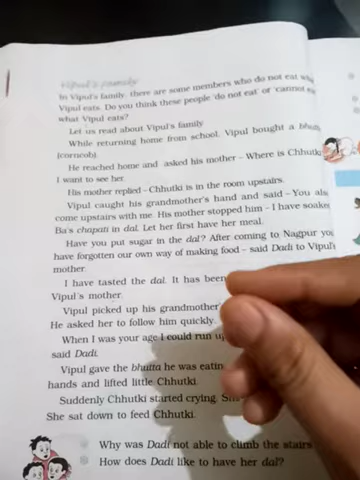 Vipul's family
In Vipul's family, there are some members who do not eat what
Vipul eats. Do you think these people 'do not eat' or 'cannot
what Vipul eats?
Let us read about Vipul's family.
While returning home from school, Vipul bought a bhutta
(corncob).
He reached home and asked his mother – Where is Chhutki
I want to see her.
His mother replied – Chhutki is in the room upstairs.
Vipul caught his grandmother's hand and said – You also
come upstairs with me. His mother stopped him – I have soaked
Ba's chapati in dal. Let her first have her meal.
Have you put sugar in the dal? After coming to Nagpur you
have forgotten our own way of making food – said Dadi to Vipul's
mother.
I have tasted the dal. It has been
Vipul's mother.
Vipul picked up his grandmother's
He asked her to follow him quickly.
When I was your age I could run up
said Dadi.
Vipul gave the bhutta he was eating
hands and lifted little Chhutki.
Suddenly Chhutki started crying.
She sat down to feed Chhutki.
Why was Dadi not able to climb the stairs
How does Dadi like to have her dal?